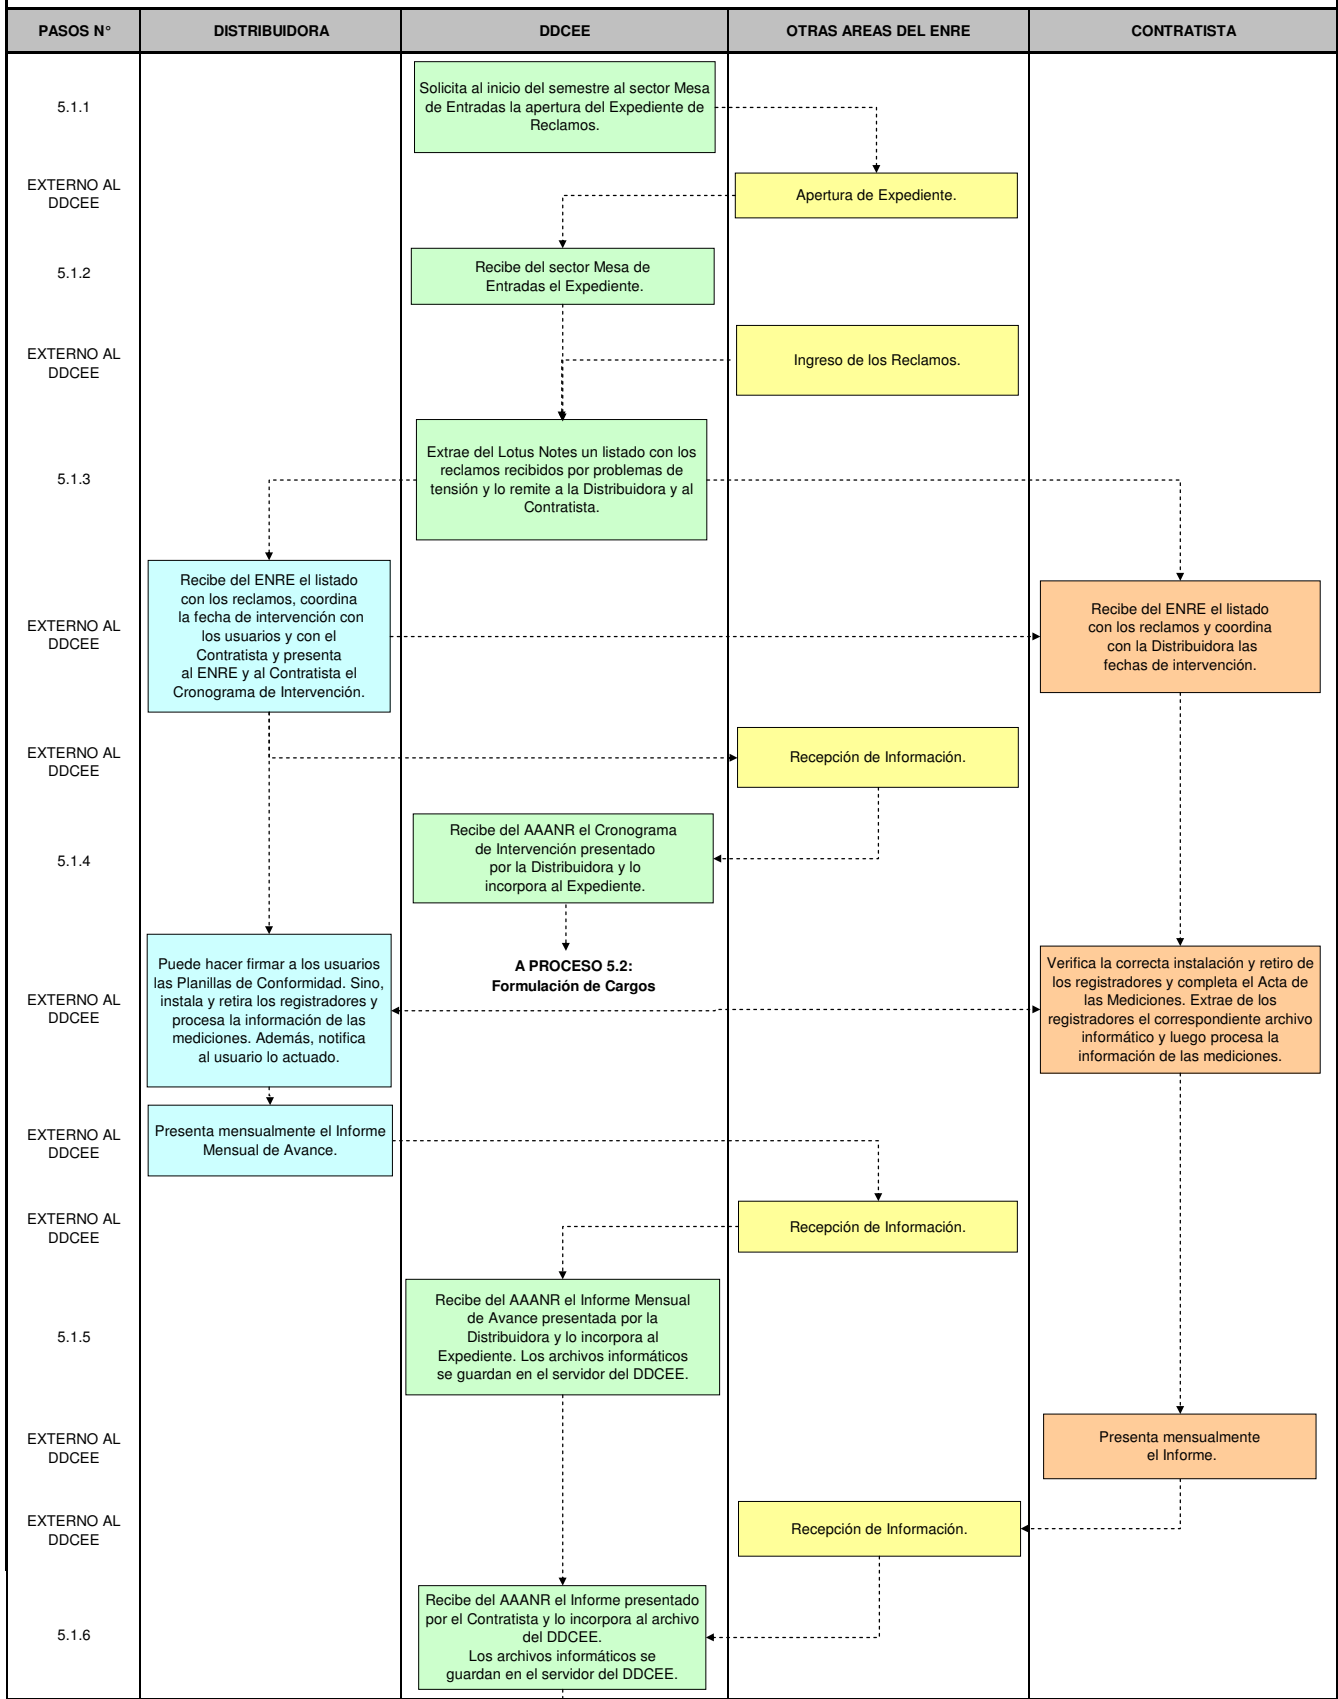 PASOS N°
DISTRIBUIDORA
DDCEE
OTRAS AREAS DEL ENRE
CONTRATISTA
5.1.1
Solicita al inicio del semestre al sector Mesa
de Entradas la apertura del Expediente de
Reclamos.
EXTERNO AL
DDCEE
Apertura de Expediente.
5.1.2
Recibe del sector Mesa de
Entradas el Expediente.
EXTERNO AL
DDCEE
Ingreso de los Reclamos.
5.1.3
Extrae del Lotus Notes un listado con los
reclamos recibidos por problemas de
tensión y lo remite a la Distribuidora y al
Contratista.
EXTERNO AL
DDCEE
Recibe del ENRE el listado
con los reclamos, coordina
la fecha de intervención con
los usuarios y con el
Contratista y presenta
al ENRE y al Contratista el
Cronograma de Intervención.
Recibe del ENRE el listado
con los reclamos y coordina
con la Distribuidora las
fechas de intervención.
EXTERNO AL
DDCEE
Recepción de Información.
5.1.4
Recibe del AAANR el Cronograma
de Intervención presentado
por la Distribuidora y lo
incorpora al Expediente.
A PROCESO 5.2:
Formulación de Cargos
EXTERNO AL
DDCEE
Puede hacer firmar a los usuarios
las Planillas de Conformidad. Sino,
instala y retira los registradores y
procesa la información de las
mediciones. Además, notifica
al usuario lo actuado.
Verifica la correcta instalación y retiro de
los registradores y completa el Acta de
las Mediciones. Extrae de los
registradores el correspondiente archivo
informático y luego procesa la
información de las mediciones.
EXTERNO AL
DDCEE
Presenta mensualmente el Informe
Mensual de Avance.
EXTERNO AL
DDCEE
Recepción de Información.
5.1.5
Recibe del AAANR el Informe Mensual
de Avance presentada por la
Distribuidora y lo incorpora al
Expediente. Los archivos informáticos
se guardan en el servidor del DDCEE.
EXTERNO AL
DDCEE
Presenta mensualmente
el Informe.
EXTERNO AL
DDCEE
Recepción de Información.
5.1.6
Recibe del AAANR el Informe presentado
por el Contratista y lo incorpora al archivo
del DDCEE.
Los archivos informáticos se
guardan en el servidor del DDCEE.